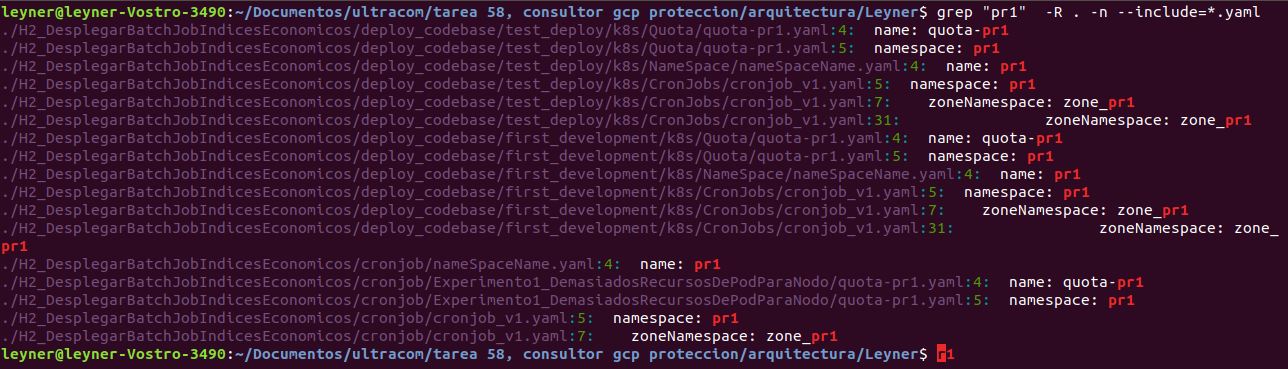 leyner@leyner-Vostro-3490:~/Documentos/ultracom/tarea 58, consultor gcp proteccion/arquitectura/Leyner$ grep "pr1"  -R . -n --include=*.yaml
./H2_DesplegarBatchJobIndicesEconomicos/deploy_codebase/test_deploy/k8s/Quota/quota-pr1.yaml:4:  name: quota-pr1
./H2_DesplegarBatchJobIndicesEconomicos/deploy_codebase/test_deploy/k8s/Quota/quota-pr1.yaml:5:  namespace: pr1
./H2_DesplegarBatchJobIndicesEconomicos/deploy_codebase/test_deploy/k8s/NameSpace/nameSpaceName.yaml:4:  name: pr1
./H2_DesplegarBatchJobIndicesEconomicos/deploy_codebase/test_deploy/k8s/CronJobs/cronjob_v1.yaml:5:  namespace: pr1
./H2_DesplegarBatchJobIndicesEconomicos/deploy_codebase/test_deploy/k8s/CronJobs/cronjob_v1.yaml:7:    zoneNamespace: zone_pr1
./H2_DesplegarBatchJobIndicesEconomicos/deploy_codebase/test_deploy/k8s/CronJobs/cronjob_v1.yaml:31:                zoneNamespace: zone_pr1
./H2_DesplegarBatchJobIndicesEconomicos/deploy_codebase/first_development/k8s/Quota/quota-pr1.yaml:4:  name: quota-pr1
./H2_DesplegarBatchJobIndicesEconomicos/deploy_codebase/first_development/k8s/Quota/quota-pr1.yaml:5:  namespace: pr1
./H2_DesplegarBatchJobIndicesEconomicos/deploy_codebase/first_development/k8s/NameSpace/nameSpaceName.yaml:4:  name: pr1
./H2_DesplegarBatchJobIndicesEconomicos/deploy_codebase/first_development/k8s/CronJobs/cronjob_v1.yaml:5:  namespace: pr1
./H2_DesplegarBatchJobIndicesEconomicos/deploy_codebase/first_development/k8s/CronJobs/cronjob_v1.yaml:7:    zoneNamespace: zone_pr1
./H2_DesplegarBatchJobIndicesEconomicos/deploy_codebase/first_development/k8s/CronJobs/cronjob_v1.yaml:31:                zoneNamespace: zone_
pr1
./H2_DesplegarBatchJobIndicesEconomicos/cronjob/nameSpaceName.yaml:4:  name: pr1
./H2_DesplegarBatchJobIndicesEconomicos/cronjob/Experimento1_DemasiadosRecursosDePodParaNodo/quota-pr1.yaml:4:  name: quota-pr1
./H2_DesplegarBatchJobIndicesEconomicos/cronjob/Experimento1_DemasiadosRecursosDePodParaNodo/quota-pr1.yaml:5:  namespace: pr1
./H2_DesplegarBatchJobIndicesEconomicos/cronjob/cronjob_v1.yaml:5:  namespace: pr1
./H2_DesplegarBatchJobIndicesEconomicos/cronjob/cronjob_v1.yaml:7:    zoneNamespace: zone_pr1
leyner@leyner-Vostro-3490:~/Documentos/ultracom/tarea 58, consultor gcp proteccion/arquitectura/Leyner$ r1